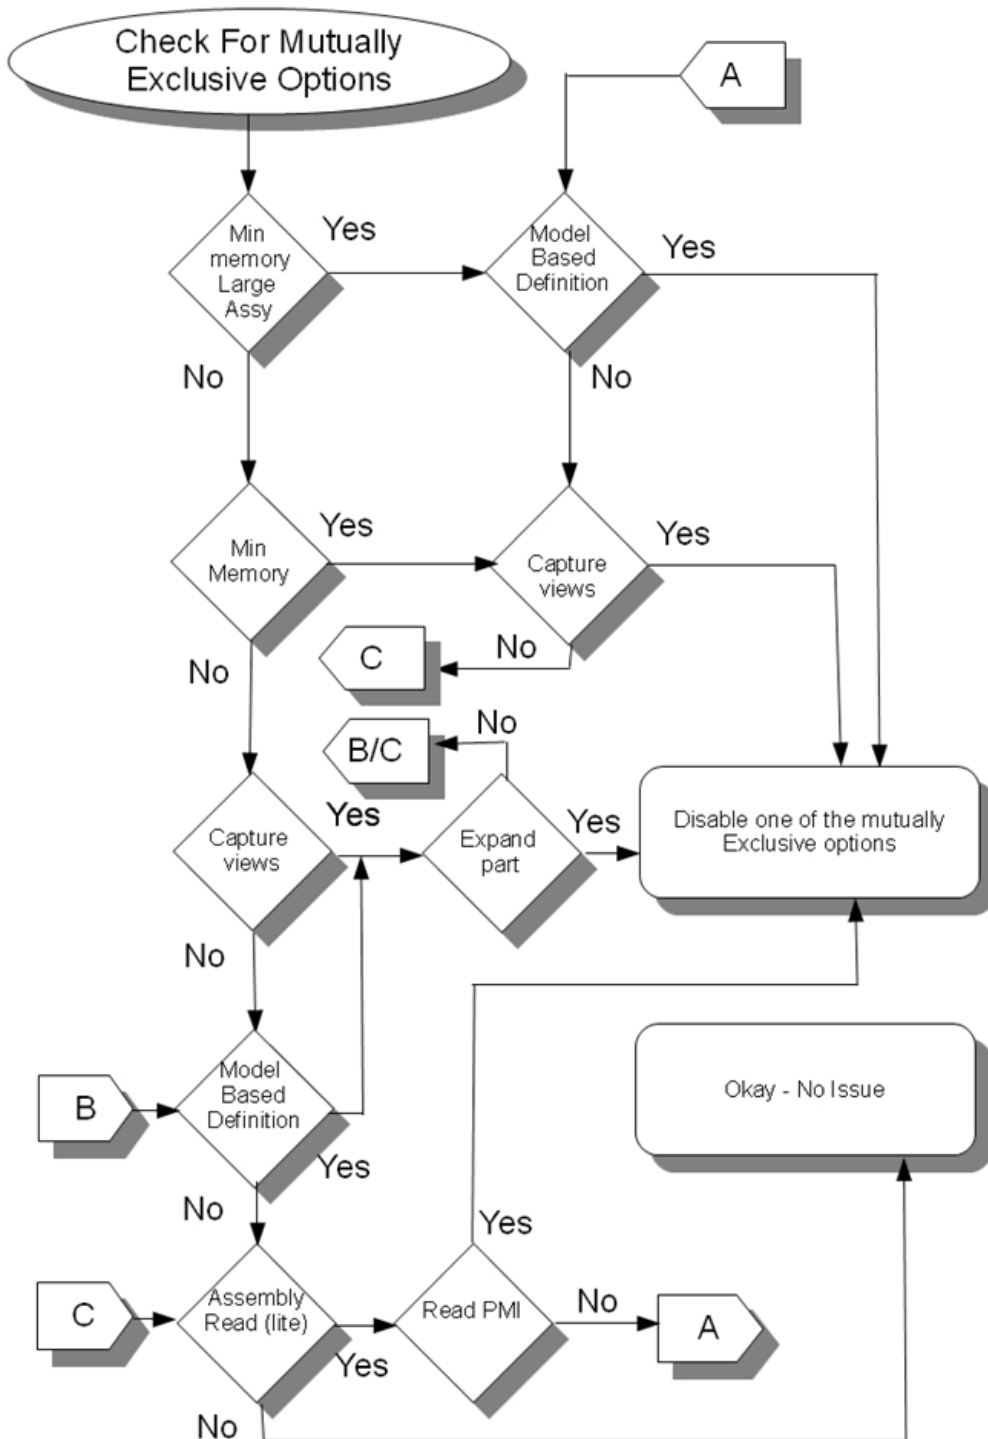 Check For Mutually
Exclusive Options
A
Min
memory
Large
Assy
Yes
Model
Based
Definition
Yes
No
No
Min
Memory
Yes
Capture
views
Yes
No
C
No
B/C
No
Capture
views
Yes
Expand
part
Yes
Disable one of the mutually
Exclusive options
No
Model
Based
Definition
B
Yes
Okay - No Issue
No
Yes
C
Assembly
Read (lite)
Yes
Read PMI
No
A
No